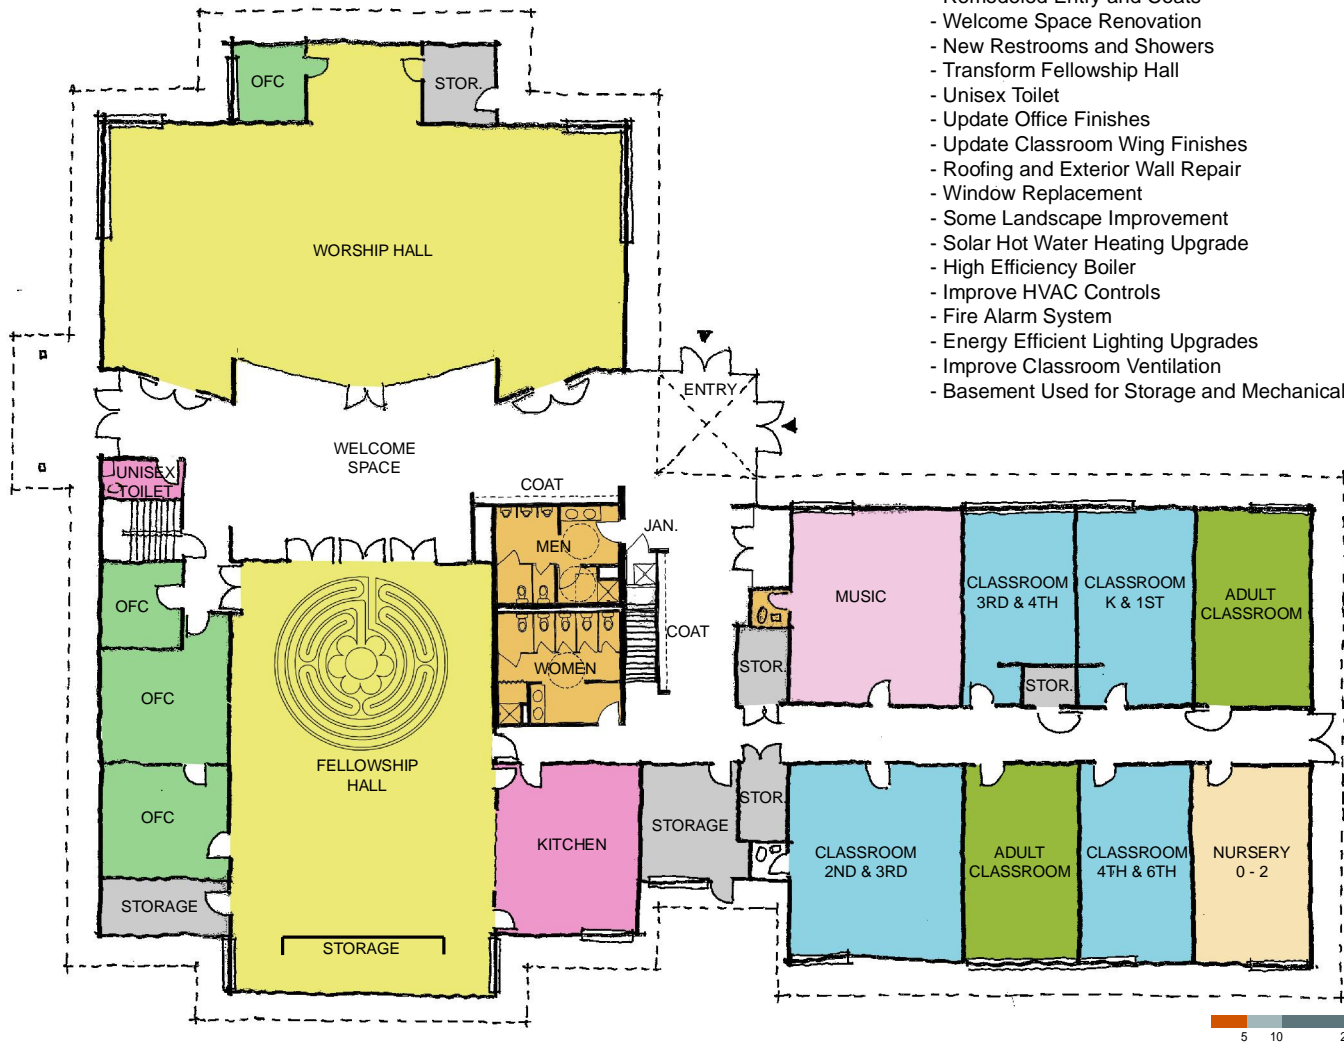 - Remodeled Entry and Coats
- Welcome Space Renovation
- New Restrooms and Showers
- Transform Fellowship Hall
- Unisex Toilet
- Update Office Finishes
- Update Classroom Wing Finishes
- Roofing and Exterior Wall Repair
- Window Replacement
- Some Landscape Improvement
- Solar Hot Water Heating Upgrade
- High Efficiency Boiler
- Improve HVAC Controls
- Fire Alarm System
- Energy Efficient Lighting Upgrades
- Improve Classroom Ventilation
- Basement Used for Storage and Mechanical
OFC
STOR.
WORSHIP HALL
ENTRY
WELCOME
SPACE
UNISEX
TOILET
COAT
JAN.
MEN
OFC
COAT
WOMEN
STOR.
MUSIC
CLASSROOM
3RD & 4TH
CLASSROOM
K & 1ST
ADULT
CLASSROOM
STOR.
OFC
FELLOWSHIP
HALL
OFC
KITCHEN
STORAGE
STOR.
CLASSROOM
2ND & 3RD
ADULT
CLASSROOM
CLASSROOM
4TH & 6TH
NURSERY
0 - 2
STORAGE
STORAGE
5 10